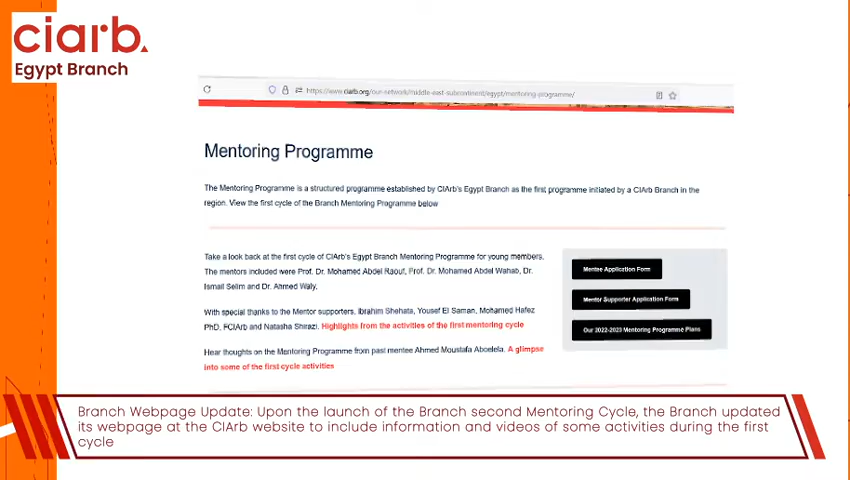 ciarb.
Egypt Branch
https://www.ciarb.org/our-network/middle-east-subcontinent/egypt/mentoring-programme/
Mentoring Programme
The Mentoring Programme is a structured programme established by CIArb's Egypt Branch as the first programme initiated by a CIArb Branch in the
region. View the first cycle of the Branch Mentoring Programme below
Take a look back at the first cycle of CIArb's Egypt Branch Mentoring Programme for young members.
The mentors included were Prof. Dr. Mohamed Abdel Raouf, Prof. Dr. Mohamed Abdel Wahab, Dr.
Ismail Selim and Dr. Ahmed Waly.
With special thanks to the Mentor supporters, Ibrahim Shehata, Yousef El Saman, Mohamed Hafez
PhD, FCIArb and Natasha Shirazi. Highlights from the activities of the first mentoring cycle
Hear thoughts on the Mentoring Programme from past mentee Ahmed Moustafa Aboelela. A glimpse
into some of the first cycle activities
Mentee Application Form
Mentor Supporter Application Form
Our 2022-2023 Mentoring Programme Plans
Branch Webpage Update: Upon the launch of the Branch second Mentoring Cycle, the Branch updated
its webpage at the CIArb website to include information and videos of some activities during the first
cycle